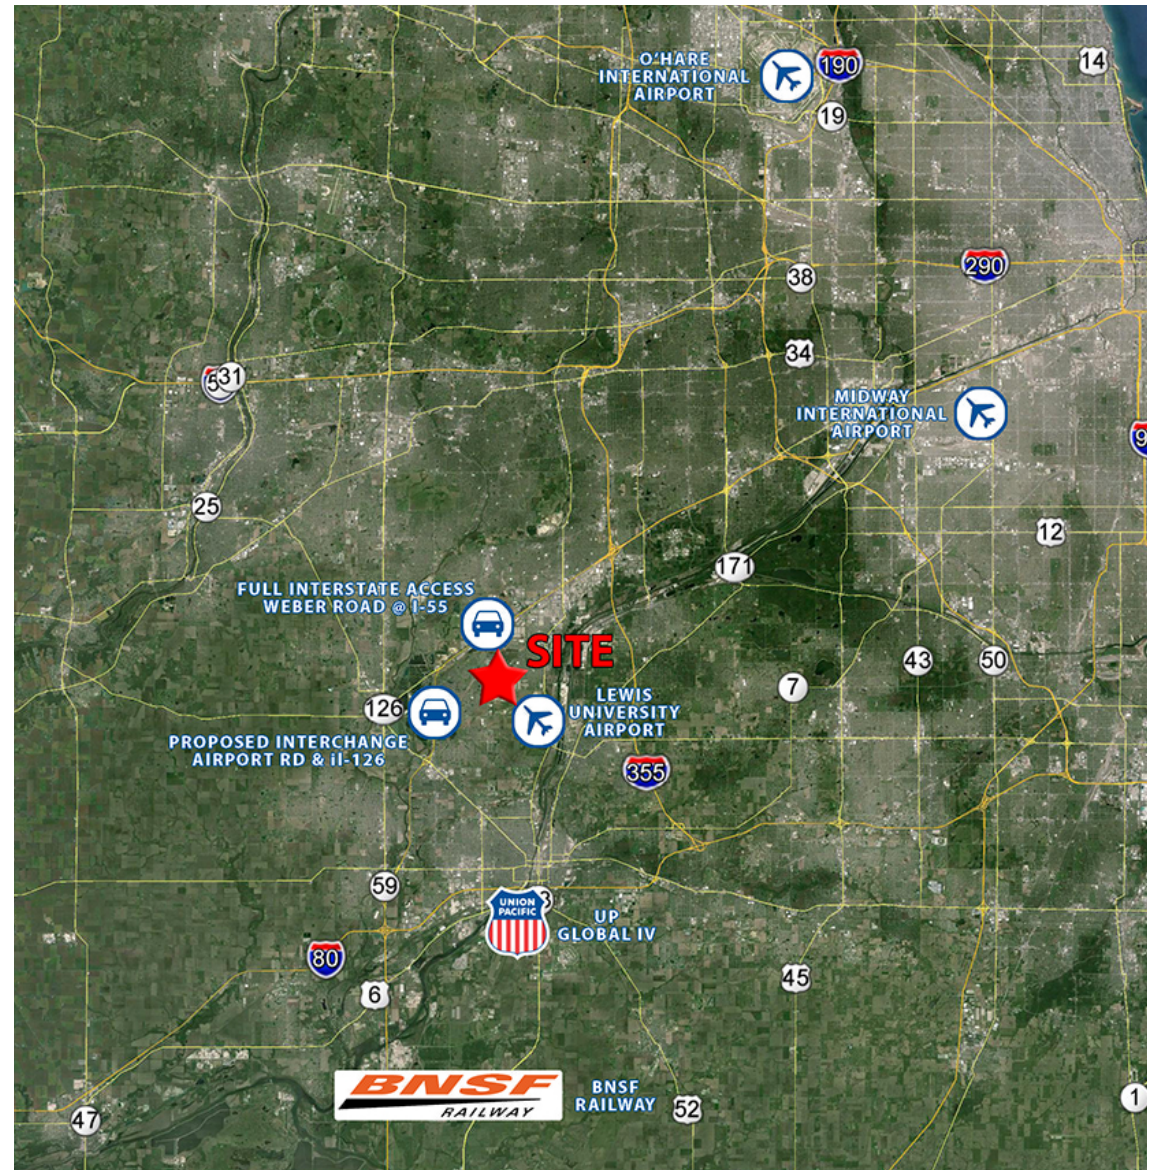 O'HARE
INTERNATIONAL
AIRPORT
190
14
19
290
38
34
31
MIDWAY
INTERNATIONAL
AIRPORT
25
12
171
FULL INTERSTATE ACCESS
WEBER ROAD @ I-55
SITE
43
50
7
126
LEWIS
UNIVERSITY
AIRPORT
PROPOSED INTERCHANGE
AIRPORT RD & iI-126
355
59
UNION
PACIFIC
UP
GLOBAL IV
80
45
6
BNSF
RAILWAY
BNSF
RAILWAY
52
47
1